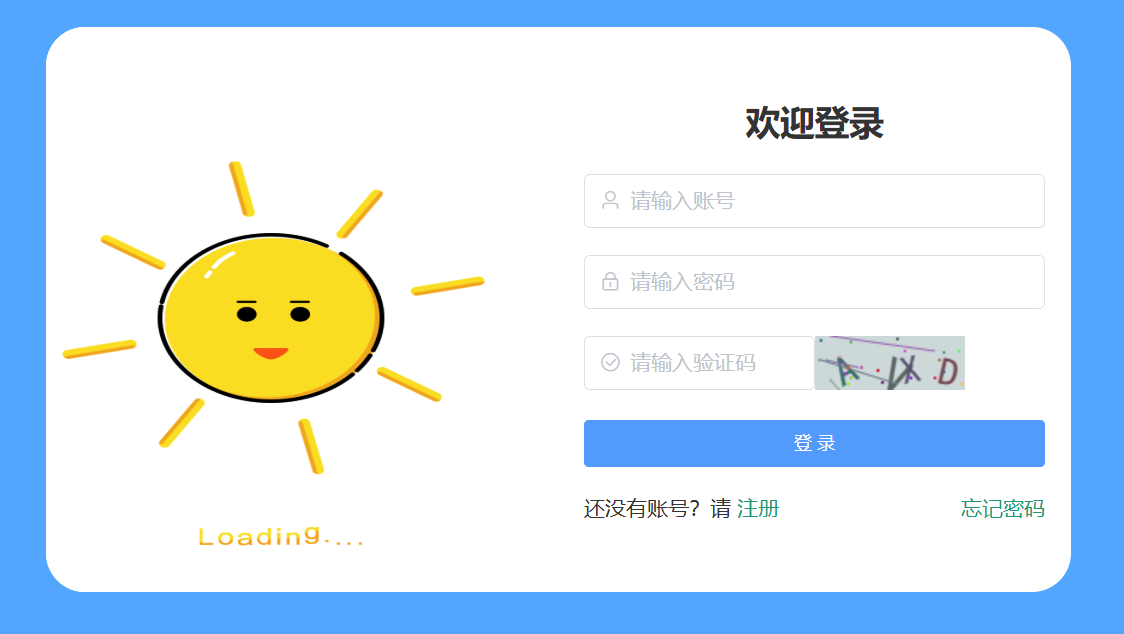 欢迎登录
请输入账号
请输入密码
请输入验证码
登 录
还没有账号？请 注册
忘记密码
Loading....